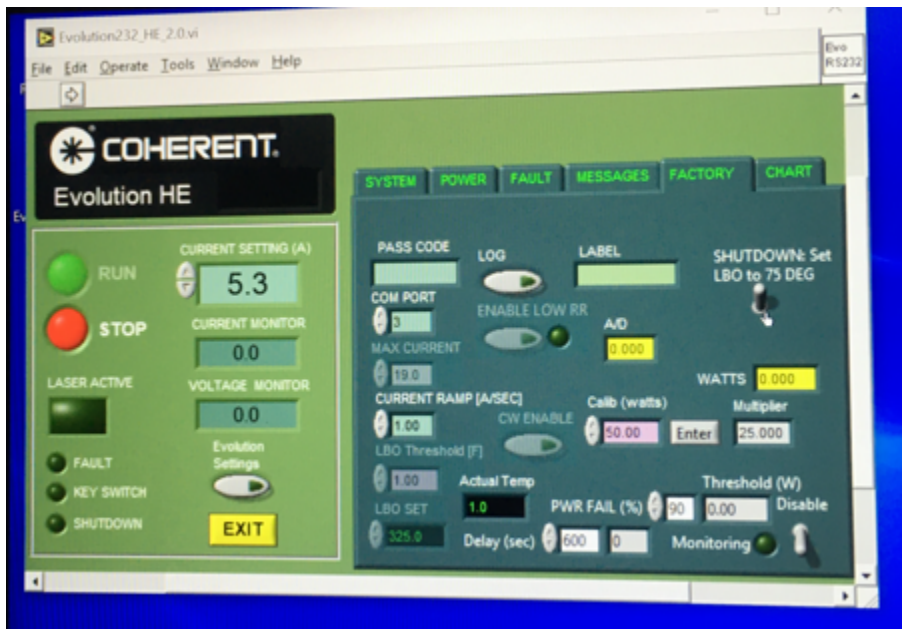 Evolution232_HE_2.0.vi
File Edit Operate Tools Window Help
Evo
RS232
COHERENT.
Evolution HE
SYSTEM POWER FAULT MESSAGES FACTORY CHART
RUN
STOP
LASER ACTIVE
FAULT
KEY SWITCH
SHUTDOWN
CURRENT SETTING (A)
5.3
CURRENT MONITOR
0.0
VOLTAGE MONITOR
0.0
Evolution
Settings
EXIT
PASS CODE
LOG
LABEL
SHUTDOWN: Set
LBO to 75 DEG
COM PORT
3
ENABLE LOW RR
A/D
0.000
MAX CURRENT
19.0
WATTS 0.000
CURRENT RAMP [A/SEC]
1.00
CW ENABLE
Calib (watts)
50.00
Enter
Multiplier
25.000
LBO Threshold [F]
1.00
Actual Temp
1.0
PWR FAIL (%) 90
Threshold (W)
0.00
Disable
LBO SET
325.0
Delay (sec) 600 0
Monitoring